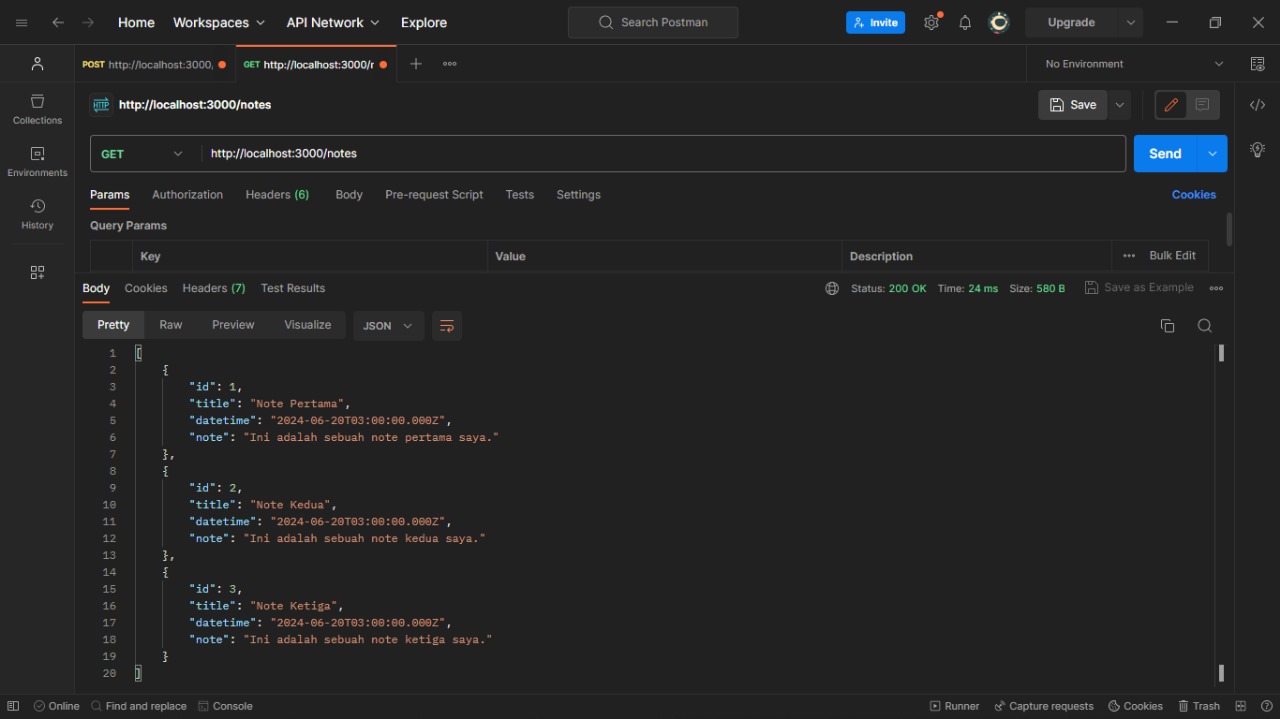 Home Workspaces API Network Explore Search Postman Invite Upgrade
POST http://localhost:3000, GET http://localhost:3000/r No Environment
Collections
Environments
History
HTTP http://localhost:3000/notes Save
GET http://localhost:3000/notes Send
Params Authorization Headers (6) Body Pre-request Script Tests Settings Cookies
Query Params
Key Value Description Bulk Edit
Body Cookies Headers (7) Test Results Status: 200 OK Time: 24 ms Size: 580 B Save as Example
Pretty Raw Preview Visualize JSON
1 [
2 {
3 "id": 1,
4 "title": "Note Pertama",
5 "datetime": "2024-06-20T03:00:00.000Z",
6 "note": "Ini adalah sebuah note pertama saya."
7 },
8 {
9 "id": 2,
10 "title": "Note Kedua",
11 "datetime": "2024-06-20T03:00:00.000Z",
12 "note": "Ini adalah sebuah note kedua saya."
13 },
14 {
15 "id": 3,
16 "title": "Note Ketiga",
17 "datetime": "2024-06-20T03:00:00.000Z",
18 "note": "Ini adalah sebuah note ketiga saya."
19 }
20 ]
Online Find and replace Console Runner Capture requests Cookies Trash